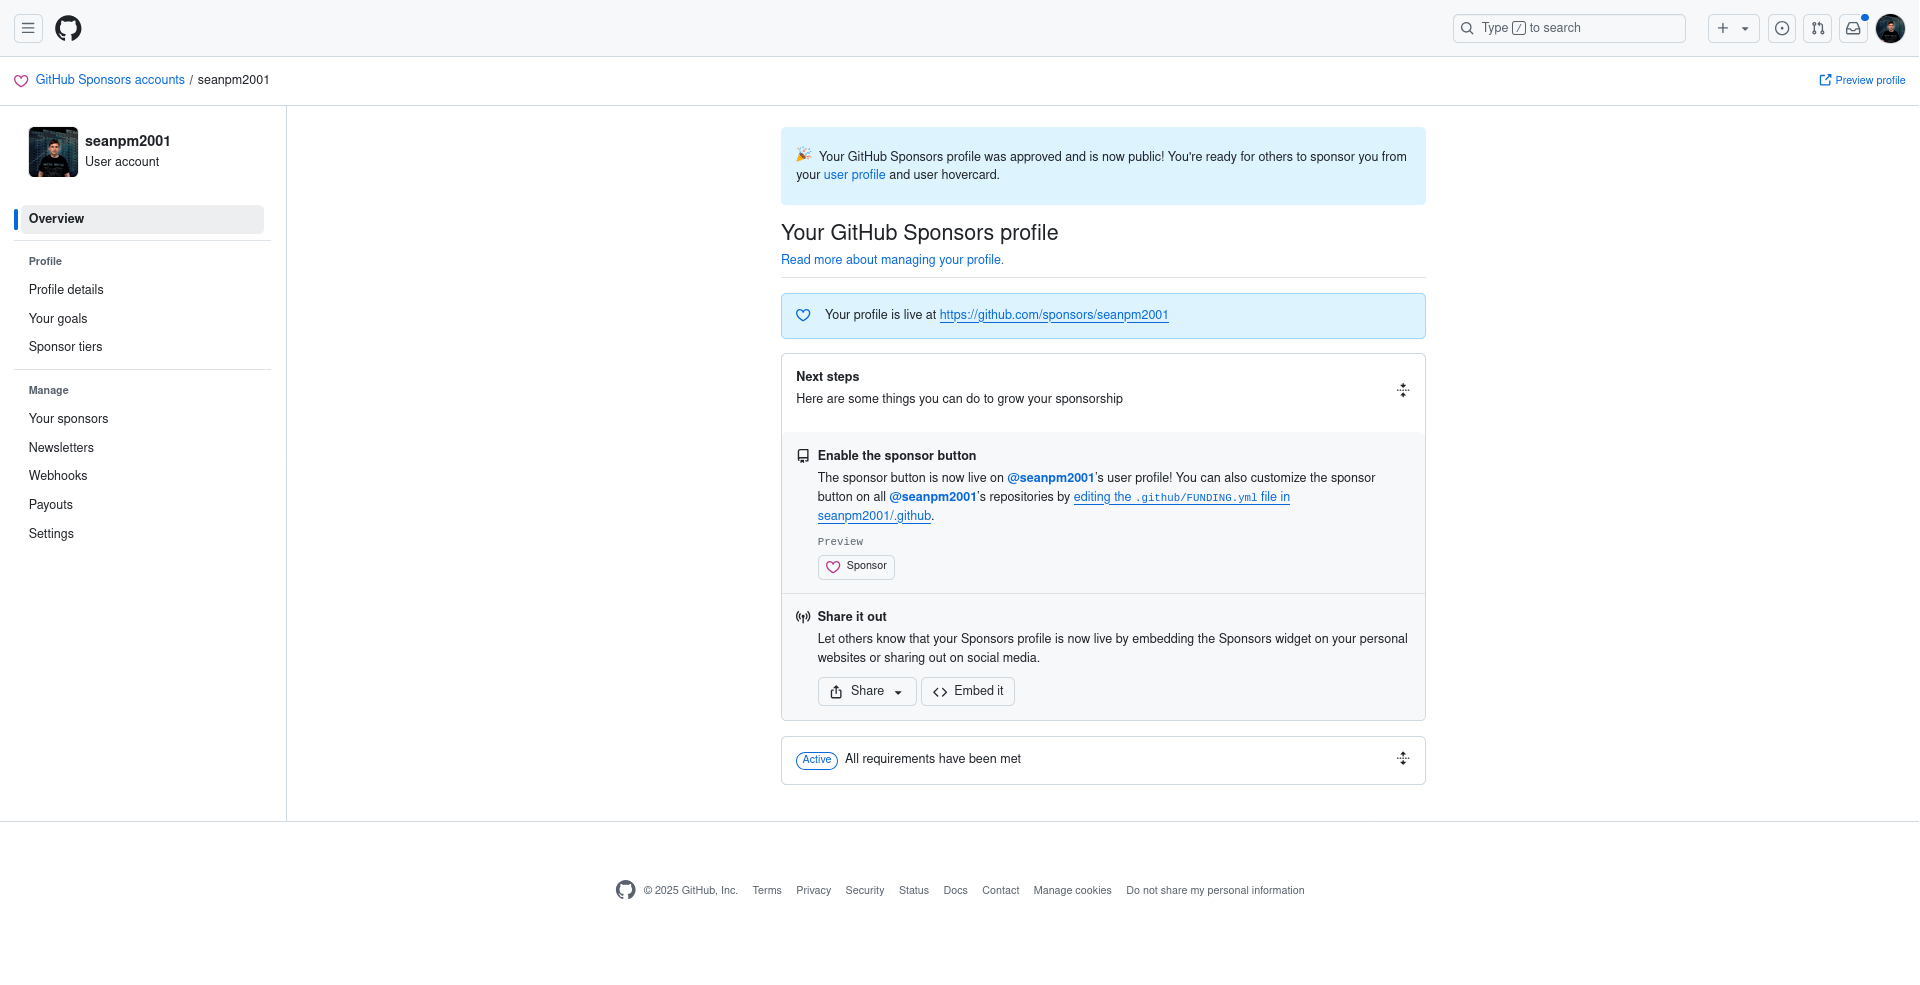 Type / to search
GitHub Sponsors accounts / seanpm2001
Preview profile
seanpm2001
User account
Overview
Profile
Profile details
Your goals
Sponsor tiers
Manage
Your sponsors
Newsletters
Webhooks
Payouts
Settings
🎉 Your GitHub Sponsors profile was approved and is now public! You're ready for others to sponsor you from
your user profile and user hovercard.
Your GitHub Sponsors profile
Read more about managing your profile.
Your profile is live at https://github.com/sponsors/seanpm2001
Next steps
Here are some things you can do to grow your sponsorship
Enable the sponsor button
The sponsor button is now live on @seanpm2001's user profile! You can also customize the sponsor
button on all @seanpm2001's repositories by editing the .github/FUNDING.yml file in
seanpm2001/.github.
Preview
Sponsor
Share it out
Let others know that your Sponsors profile is now live by embedding the Sponsors widget on your personal
websites or sharing out on social media.
Share
Embed it
Active All requirements have been met
© 2025 GitHub, Inc. Terms Privacy Security Status Docs Contact Manage cookies Do not share my personal information